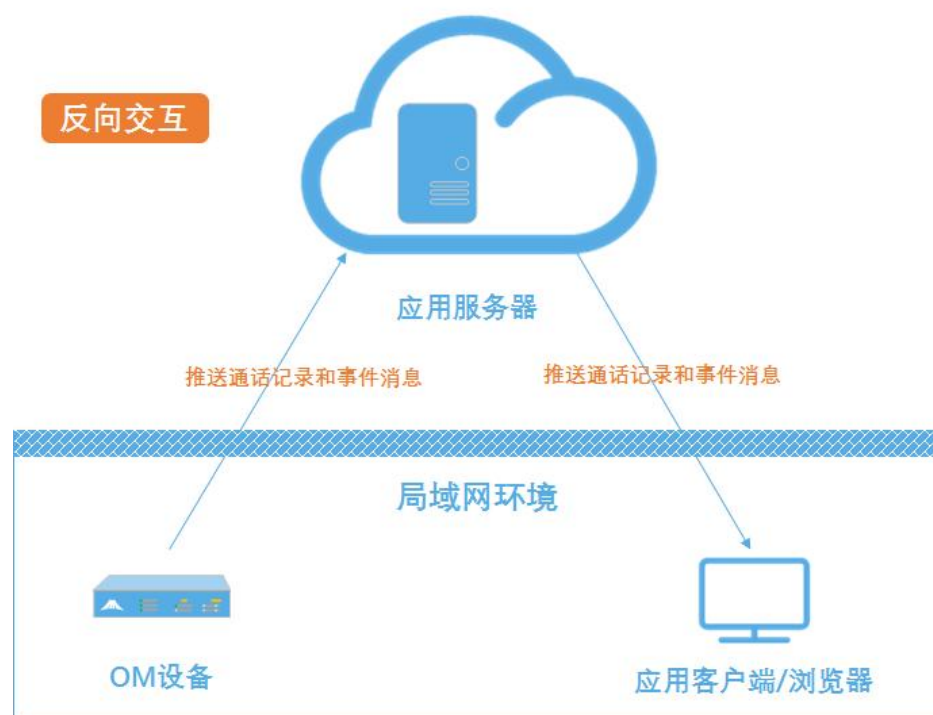 反向交互
应用服务器
推送通话记录和事件消息
推送通话记录和事件消息
局域网环境
OM设备
应用客户端/浏览器